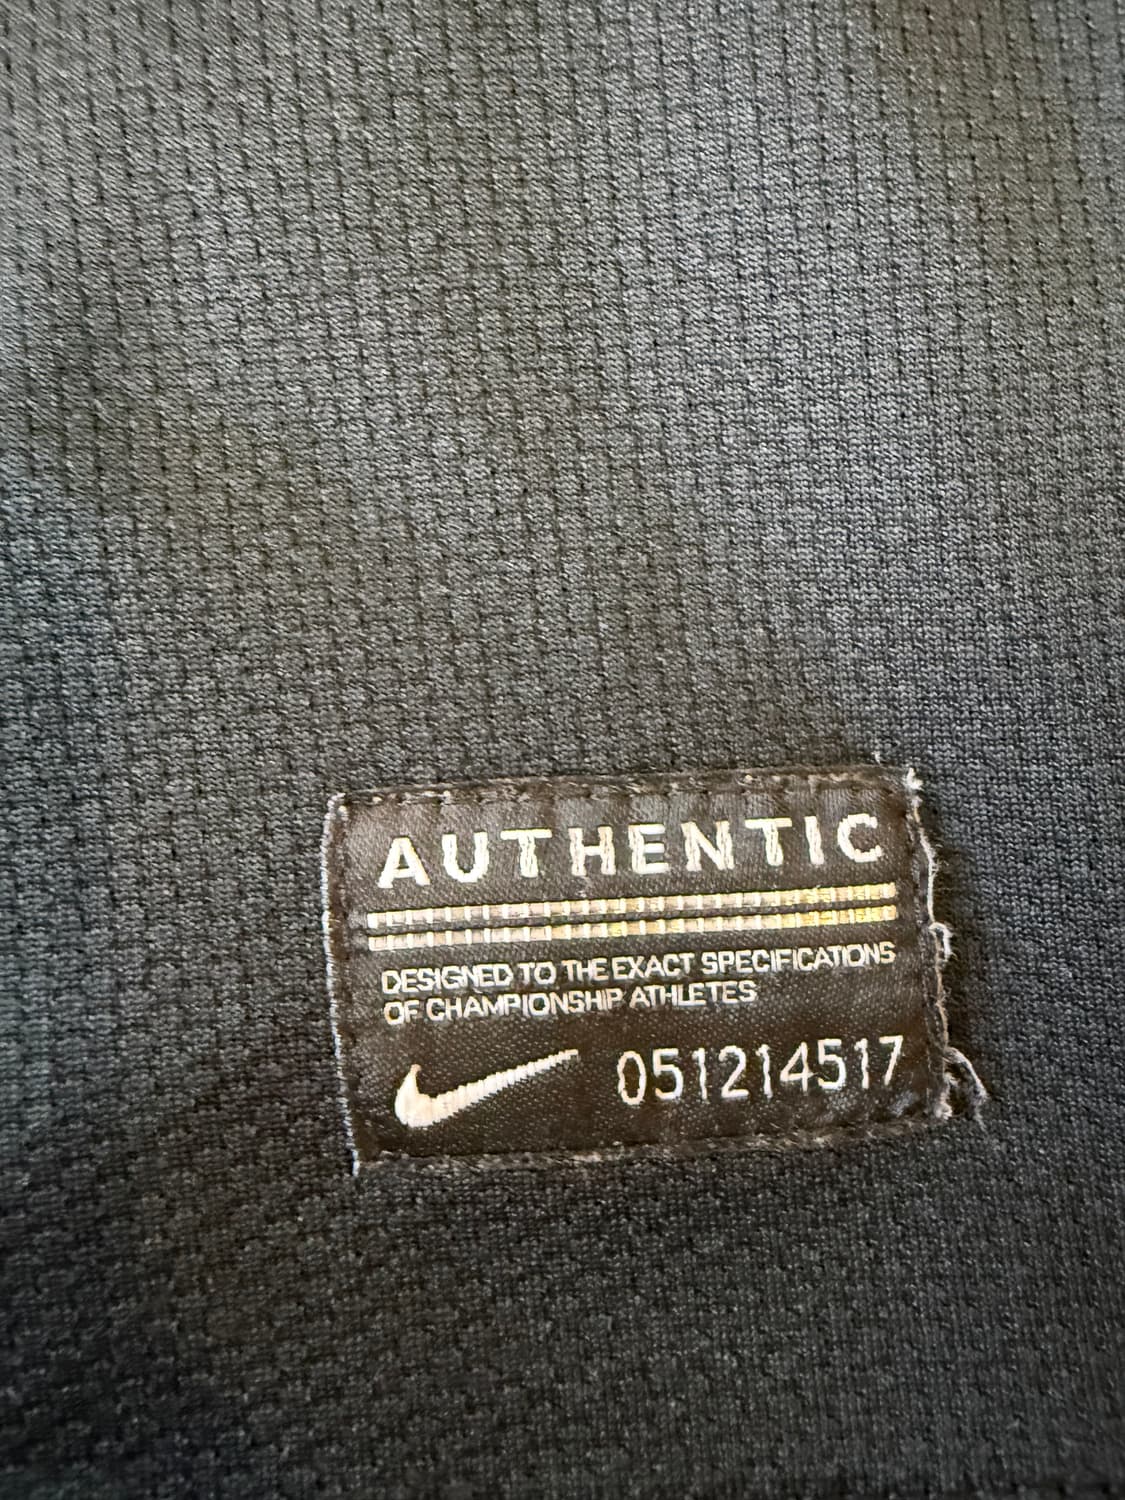 AUTHENTIC
DESIGNED TO THE EXACT SPECIFICATIONS
OF CHAMPIONSHIP ATHLETES
051214517